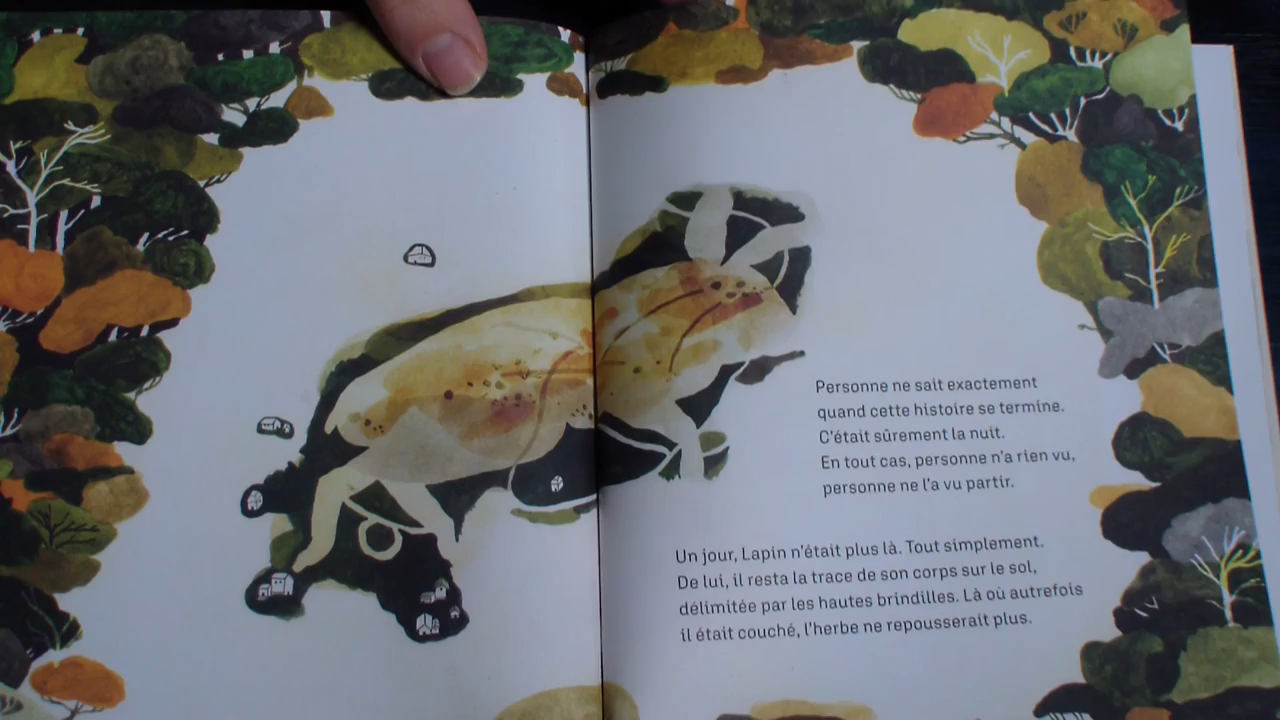 Personne ne sait exactement
quand cette histoire se termine.
C'était sûrement la nuit.
En tout cas, personne n'a rien vu,
personne ne l'a vu partir.
Un jour, Lapin n'était plus là. Tout simplement.
De lui, il resta la trace de son corps sur le sol,
délimitée par les hautes brindilles. Là où autrefois
il était couché, l'herbe ne repousserait plus.